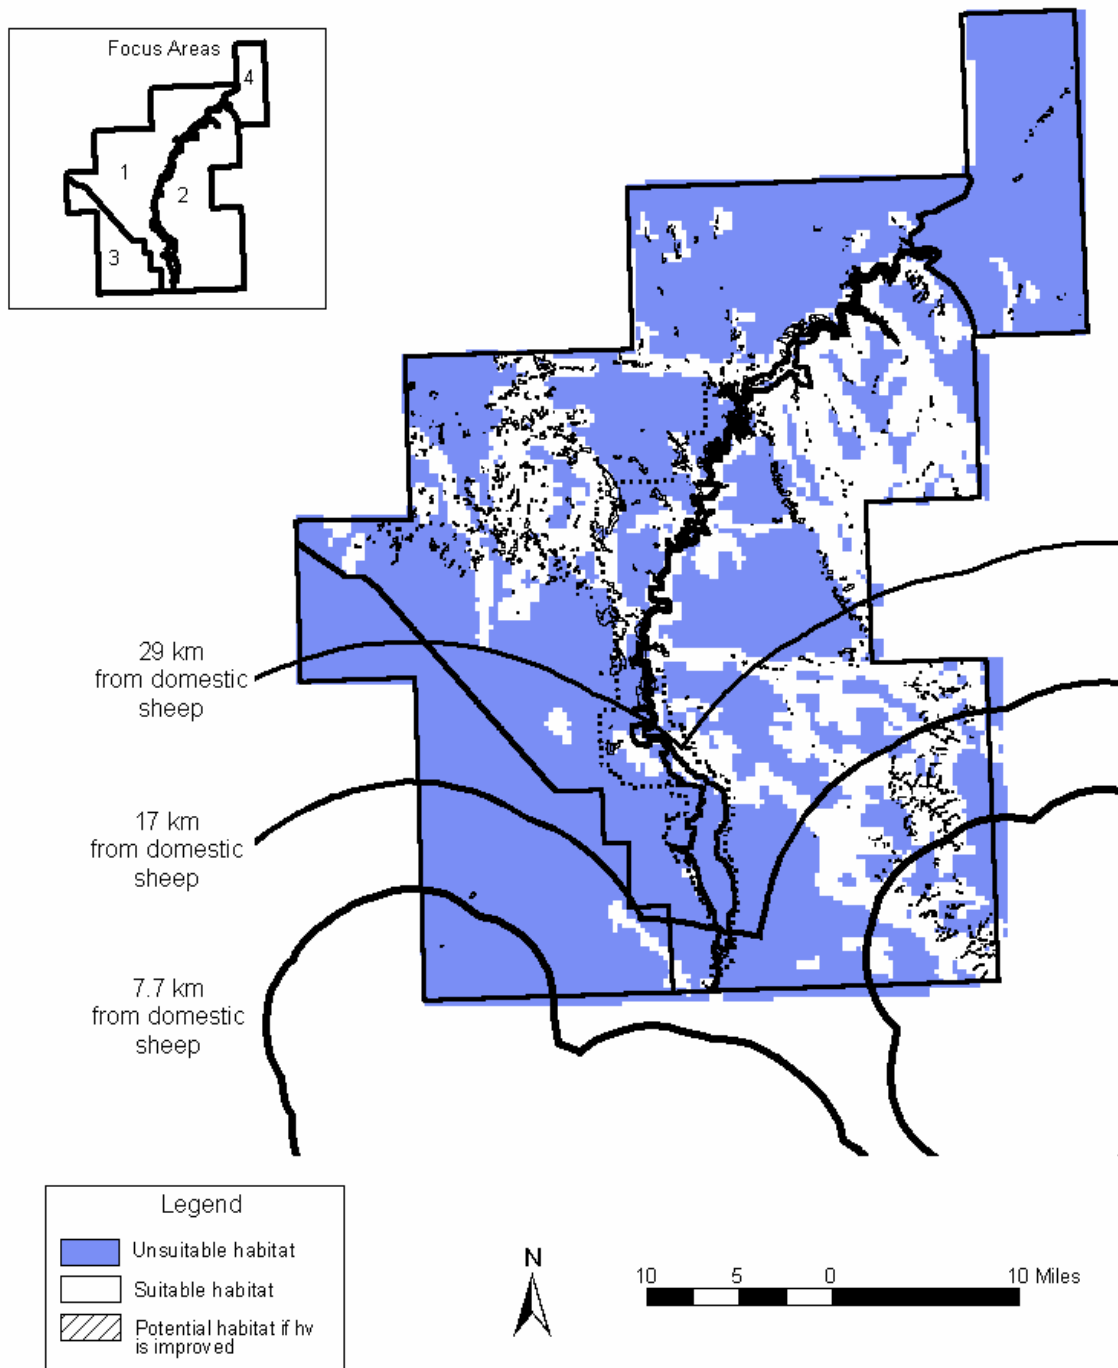 Focus Areas
4
1
2
3
29 km
from domestic
sheep
17 km
from domestic
sheep
7.7 km
from domestic
sheep
Legend
Unsuitable habitat
Suitable habitat
Potential habitat if hv
is improved
N
10 5 0 10 Miles